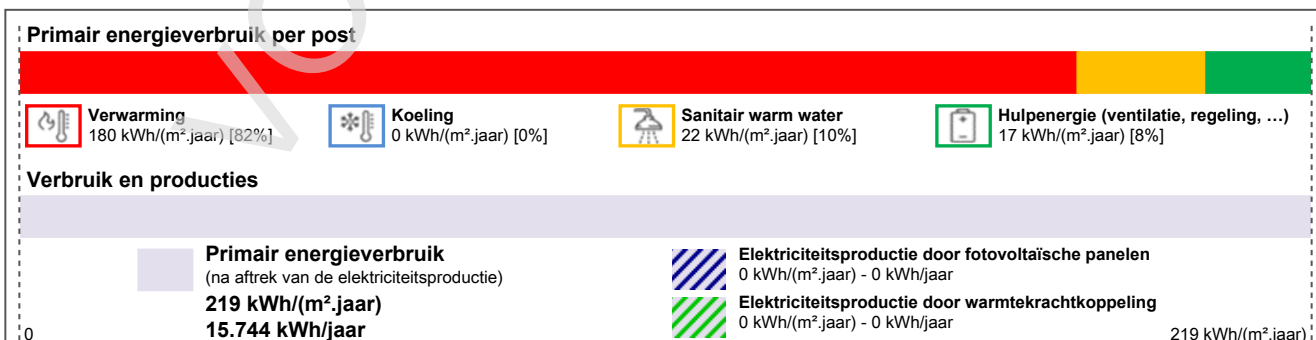 Primair energieverbruik per post
Verwarming
180 kWh/(m².jaar) [82%]
Koeling
0 kWh/(m².jaar) [0%]
Sanitair warm water
22 kWh/(m².jaar) [10%]
Hulpenergie (ventilatie, regeling, …)
17 kWh/(m².jaar) [8%]
Verbruik en producties
Primair energieverbruik
(na aftrek van de elektriciteitsproductie)
219 kWh/(m².jaar)
15.744 kWh/jaar
Elektriciteitsproductie door fotovoltaïsche panelen
0 kWh/(m².jaar) - 0 kWh/jaar
Elektriciteitsproductie door warmtekrachtkoppeling
0 kWh/(m².jaar) - 0 kWh/jaar
0
219 kWh/(m².jaar)